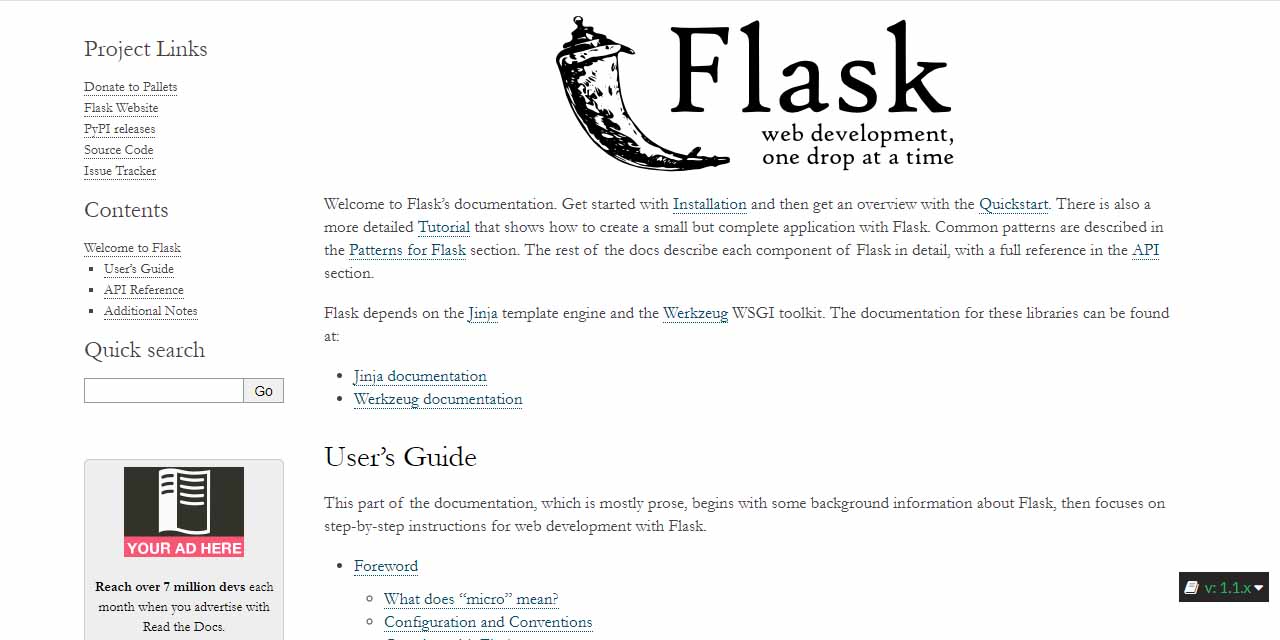 Project Links
Donate to Pallets
Flask Website
PyPI releases
Source Code
Issue Tracker
Contents
Welcome to Flask
User's Guide
API Reference
Additional Notes
Quick search
Go
YOUR AD HERE
Reach over 7 million devs each
month when you advertise with
Read the Docs.
Flask
web development,
one drop at a time
Welcome to Flask’s documentation. Get started with Installation and then get an overview with the Quickstart. There is also a
more detailed Tutorial that shows how to create a small but complete application with Flask. Common patterns are described in
the Patterns for Flask section. The rest of the docs describe each component of Flask in detail, with a full reference in the API
section.
Flask depends on the Jinja template engine and the Werkzeug WSGI toolkit. The documentation for these libraries can be found
at:
Jinja documentation
Werkzeug documentation
User’s Guide
This part of the documentation, which is mostly prose, begins with some background information about Flask, then focuses on
step-by-step instructions for web development with Flask.
Foreword
What does “micro” mean?
Configuration and Conventions
v: 1.1.x